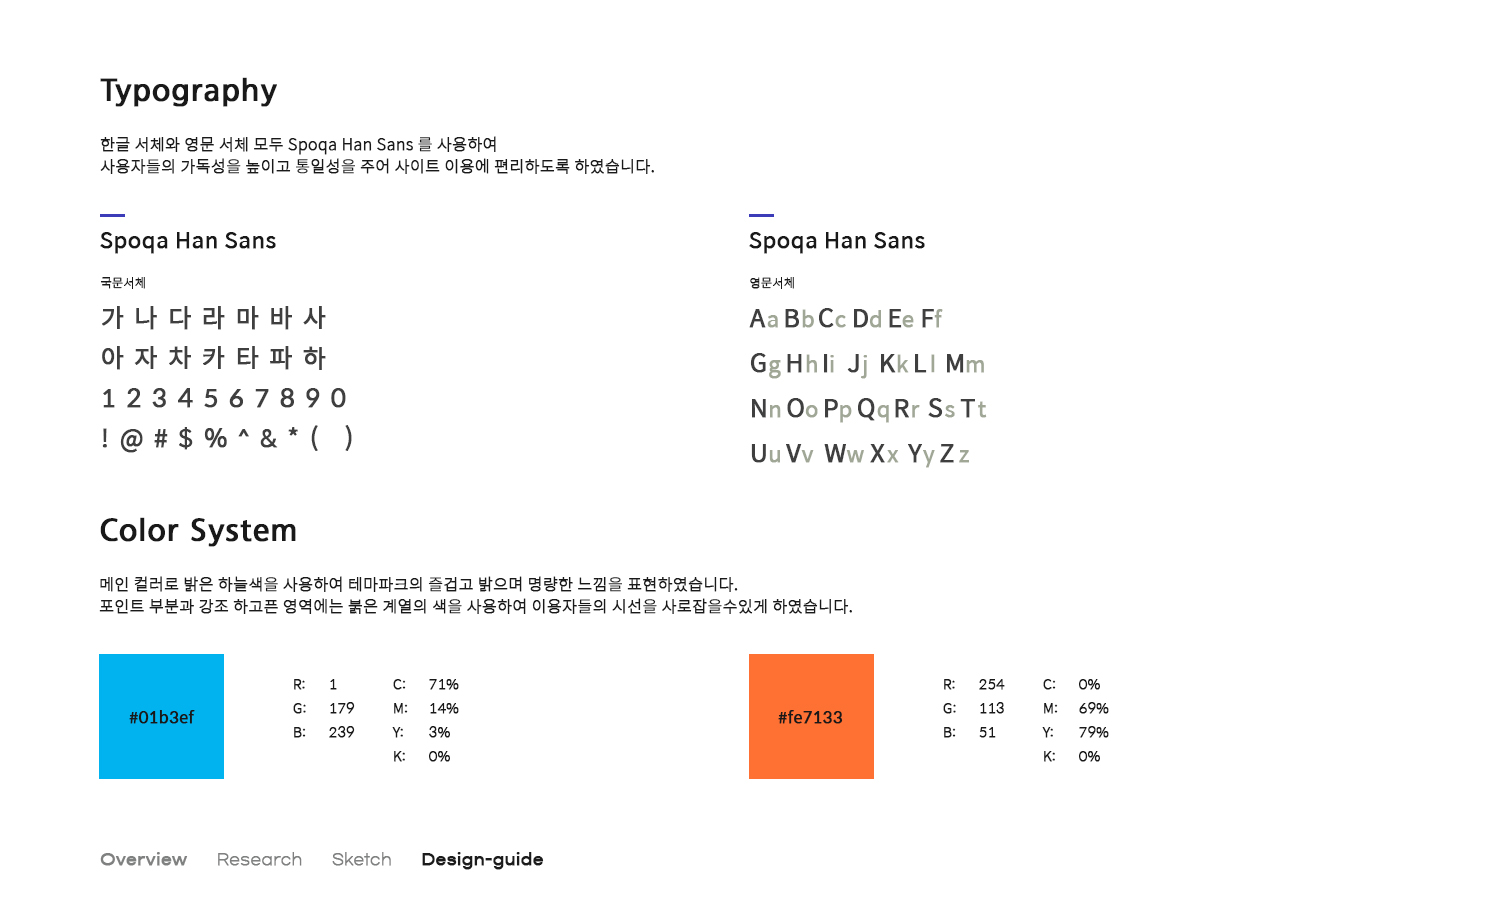 Typography
한글 서체와 영문 서체 모두 Spoqa Han Sans 를 사용하여
사용자들의 가독성을 높이고 통일성을 주어 사이트 이용에 편리하도록 하였습니다.
Spoqa Han Sans
국문서체
가 나 다 라 마 바 사
아 자 차 카 타 파 하
1 2 3 4 5 6 7 8 9 0
! @ # $ % ^ & * ( )
Spoqa Han Sans
영문서체
Aa Bb Cc Dd Ee Ff
Gg Hh Ii Jj Kk Ll Mm
Nn Oo Pp Qq Rr Ss Tt
Uu Vv Ww Xx Yy Zz
Color System
메인 컬러로 밝은 하늘색을 사용하여 테마파크의 즐겁고 밝으며 명량한 느낌을 표현하였습니다.
포인트 부분과 강조 하고픈 영역에는 붉은 계열의 색을 사용하여 이용자들의 시선을 사로잡을수있게 하였습니다.
#01b3ef
R: 1 C: 71%
G: 179 M: 14%
B: 239 Y: 3%
K: 0%
#fe7133
R: 254 C: 0%
G: 113 M: 69%
B: 51 Y: 79%
K: 0%
Overview Research Sketch Design-guide